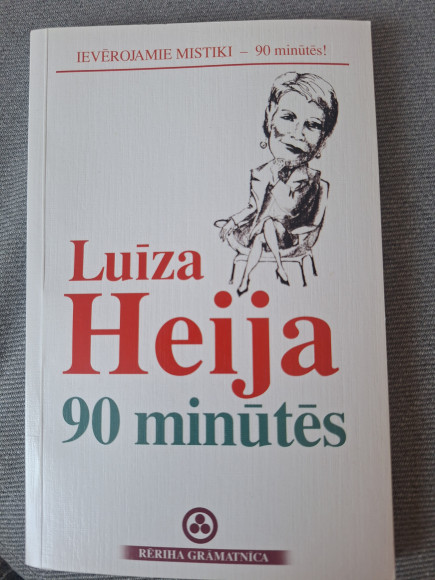 IEVĒROJAMIE MISTIKI – 90 minūtēs!
Luīza
Heija
90 minūtēs
RĒRIHA GRĀMATNĪCA